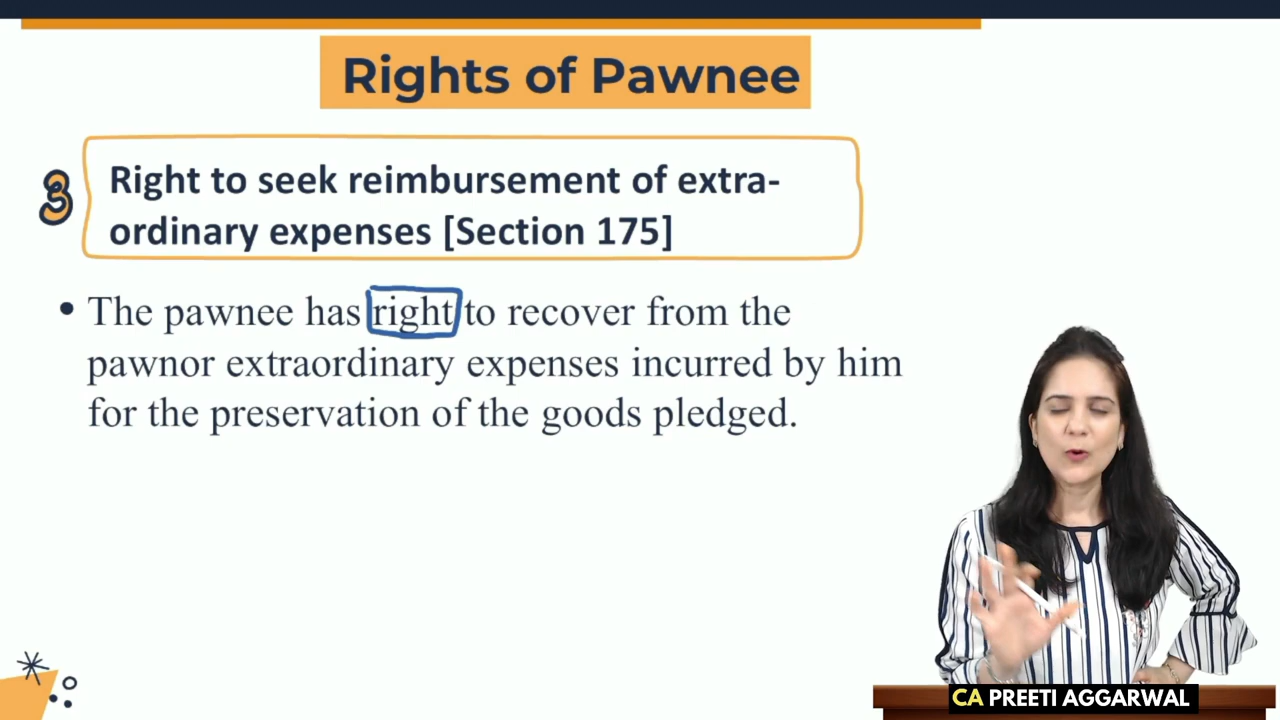 Rights of Pawnee
3
Right to seek reimbursement of extra-
ordinary expenses [Section 175]
• The pawnee has right to recover from the
pawnor extraordinary expenses incurred by him
for the preservation of the goods pledged.
CA PREETI AGGARWAL